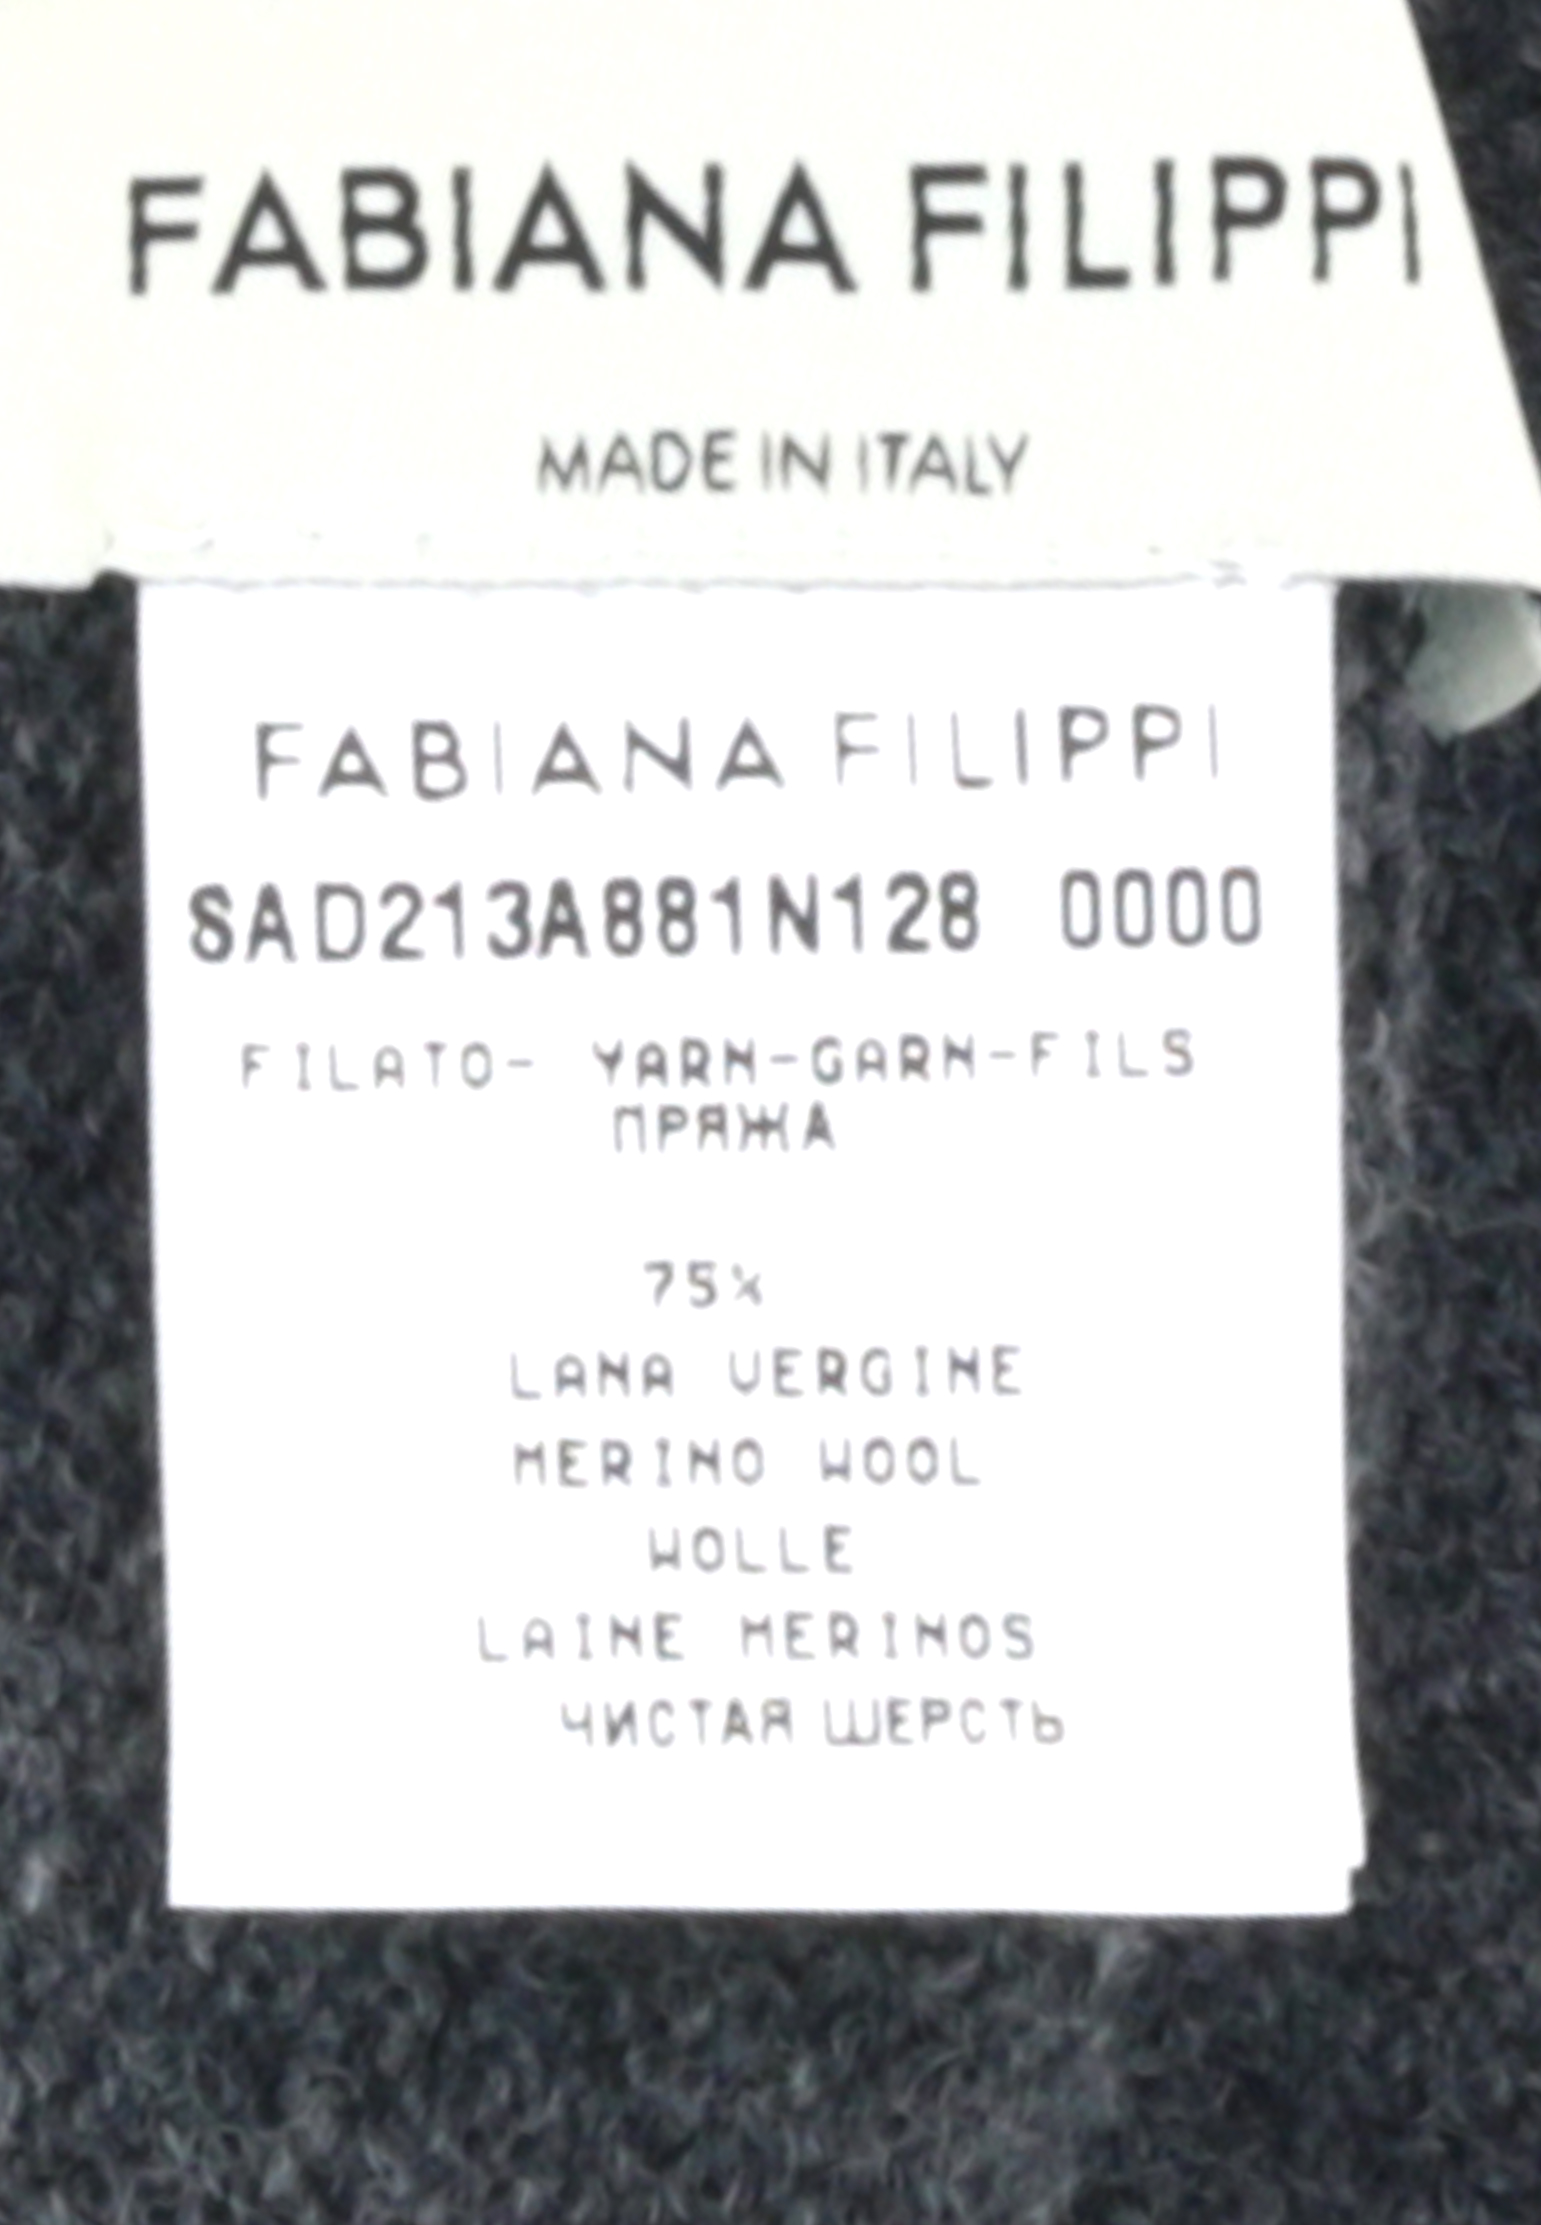 FABIANA FILIPPI
MADE IN ITALY
FABIANA FILIPPI
SAD213A881N128 0000
FILATO- YARN-GARN-FILS
ПРЯЖА
75%
LANA VERGINE
MERINO WOOL
WOLLE
LAINE MERINOS
ЧИСТАЯ ШЕРСТЬ